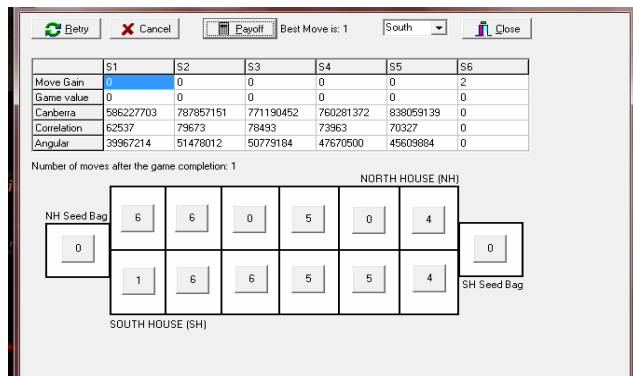 Retry Cancel Payoff Best Move is: 1 South Close
S1 S2 S3 S4 S5 S6
Move Gain 0 0 0 0 0 2
Game value 0 0 0 0 0 0
Canberra 586227703 787857151 771190452 760281372 838059139 0
Correlation 62537 79673 78493 73963 70327 0
Angular 39967214 51478012 50779184 47670500 45609884 0
Number of moves after the game completion: 1
NORTH HOUSE (NH)
NH Seed Bag 6 6 0 5 0 4
0 0
1 6 6 5 5 4 SH Seed Bag
SOUTH HOUSE (SH)